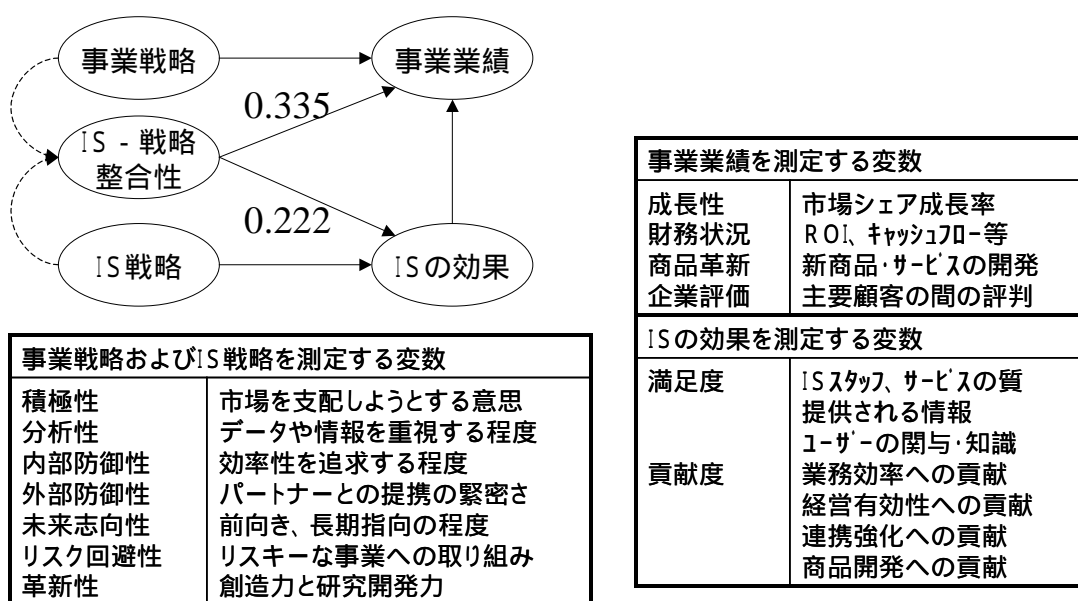 事業戦略
事業業績
0.335
IS - 戦略
整合性
0.222
IS戦略
ISの効果
事業戦略およびIS戦略を測定する変数
積極性 市場を支配しようとする意思
分析性 データや情報を重視する程度
内部防御性 効率性を追求する程度
外部防御性 パートナーとの提携の緊密さ
未来志向性 前向き、長期指向の程度
リスク回避性 リスキーな事業への取り組み
革新性 創造力と研究開発力
事業業績を測定する変数
成長性 市場シェア成長率
財務状況 ROI、キャッシュフロー等
商品革新 新商品・サービスの開発
企業評価 主要顧客の間の評判
ISの効果を測定する変数
満足度 ISスタッフ、サービスの質
提供される情報
ユーザーの関与・知識
貢献度 業務効率への貢献
経営有効性への貢献
連携強化への貢献
商品開発への貢献